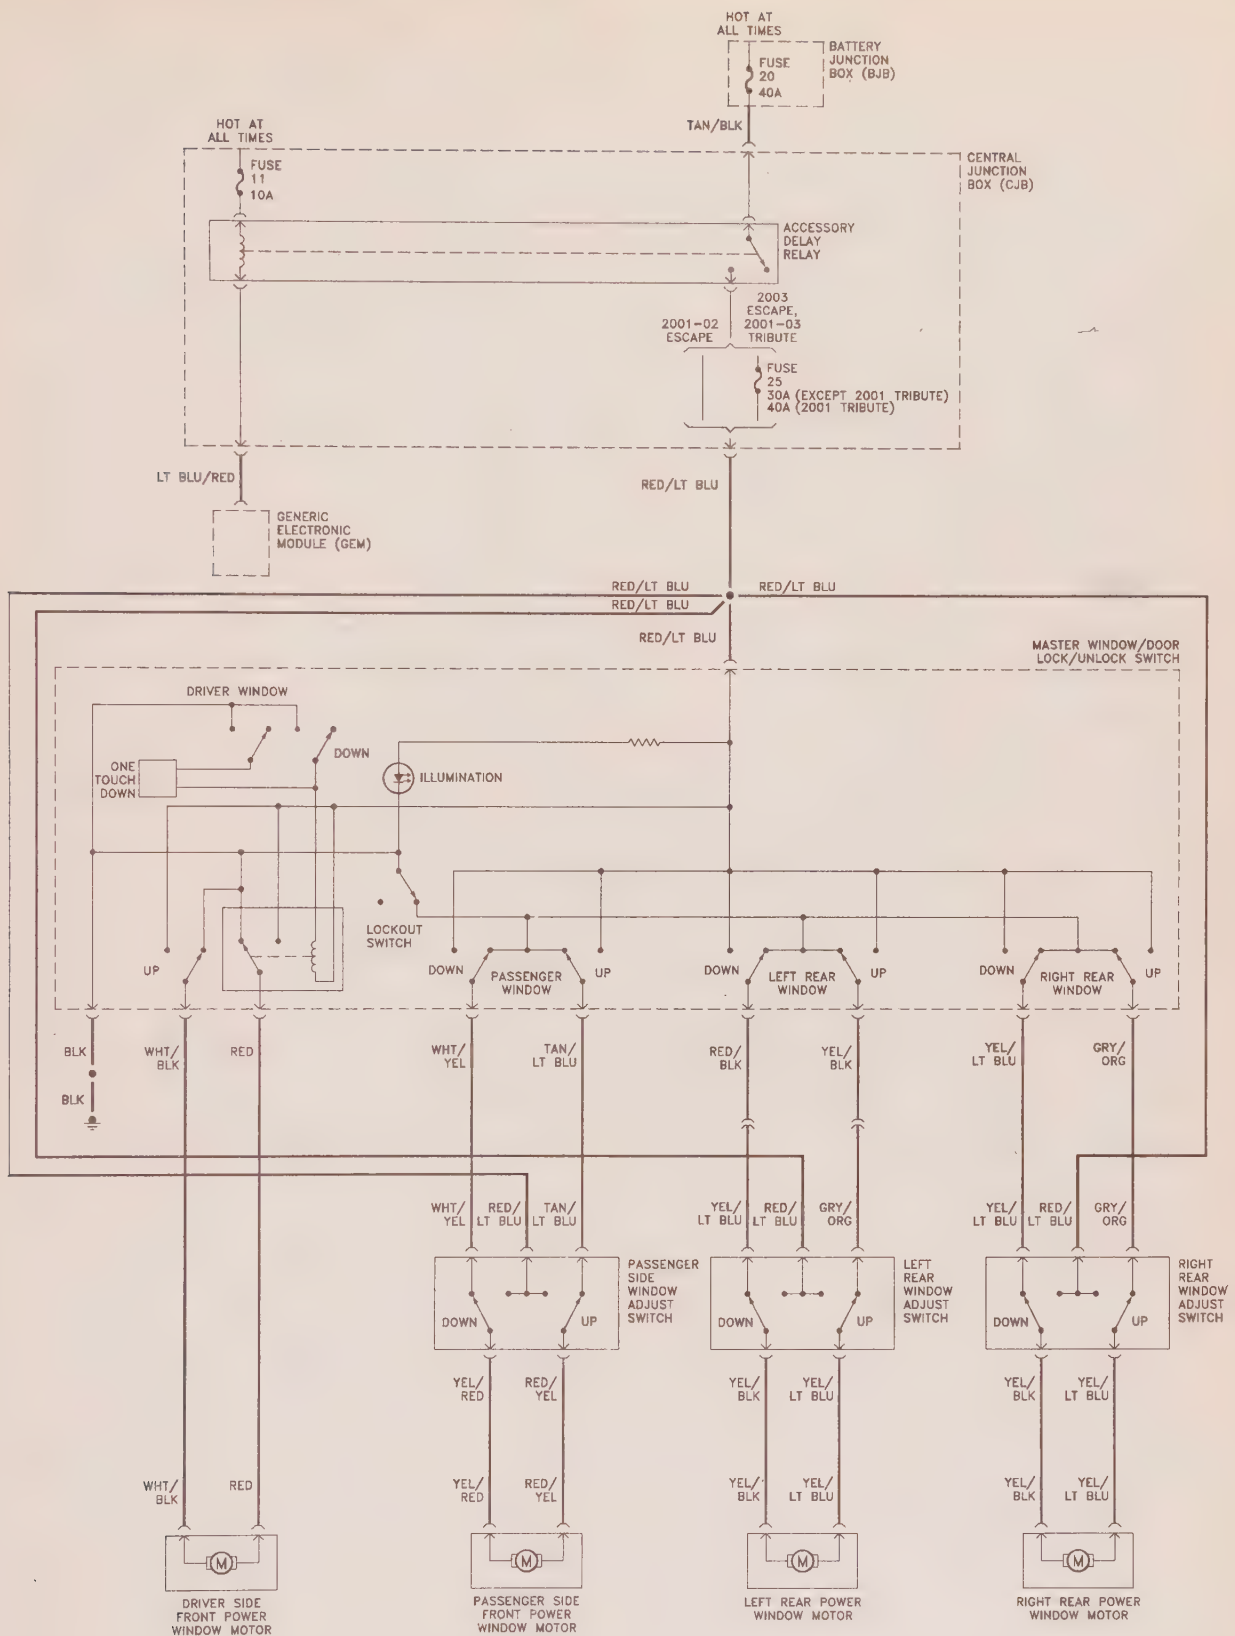 HOT AT
ALL TIMES
BATTERY
JUNCTION
BOX (BJB)
FUSE
20
40A
TAN/BLK
HOT AT
ALL TIMES
FUSE
11
10A
CENTRAL
JUNCTION
BOX (CJB)
ACCESSORY
DELAY
RELAY
2001-02
ESCAPE
2003
ESCAPE,
2001-03
TRIBUTE
FUSE
25
30A (EXCEPT 2001 TRIBUTE)
40A (2001 TRIBUTE)
LT BLU/RED
RED/LT BLU
GENERIC
ELECTRONIC
MODULE (GEM)
RED/LT BLU
RED/LT BLU
RED/LT BLU
RED/LT BLU
MASTER WINDOW/DOOR
LOCK/UNLOCK SWITCH
DRIVER WINDOW
DOWN
ONE
TOUCH
DOWN
ILLUMINATION
LOCKOUT
SWITCH
UP
DOWN
PASSENGER
WINDOW
UP
DOWN
LEFT REAR
WINDOW
UP
DOWN
RIGHT REAR
WINDOW
UP
BLK
WHT/
BLK
RED
WHT/
YEL
TAN/
LT BLU
RED/
BLK
YEL/
BLK
YEL/
LT BLU
GRY/
ORG
BLK
WHT/
YEL
RED/
LT BLU
TAN/
LT BLU
YEL/
LT BLU
RED/
LT BLU
GRY/
ORG
YEL/
LT BLU
RED/
LT BLU
GRY/
ORG
DOWN
UP
PASSENGER
SIDE
WINDOW
ADJUST
SWITCH
DOWN
UP
LEFT
REAR
WINDOW
ADJUST
SWITCH
DOWN
UP
RIGHT
REAR
WINDOW
ADJUST
SWITCH
YEL/
RED
RED/
YEL
YEL/
BLK
YEL/
LT BLU
YEL/
BLK
YEL/
LT BLU
WHT/
BLK
RED
YEL/
RED
RED/
YEL
YEL/
BLK
YEL/
LT BLU
YEL/
BLK
YEL/
LT BLU
M
M
M
M
DRIVER SIDE
FRONT POWER
WINDOW MOTOR
PASSENGER SIDE
FRONT POWER
WINDOW MOTOR
LEFT REAR POWER
WINDOW MOTOR
RIGHT REAR POWER
WINDOW MOTOR